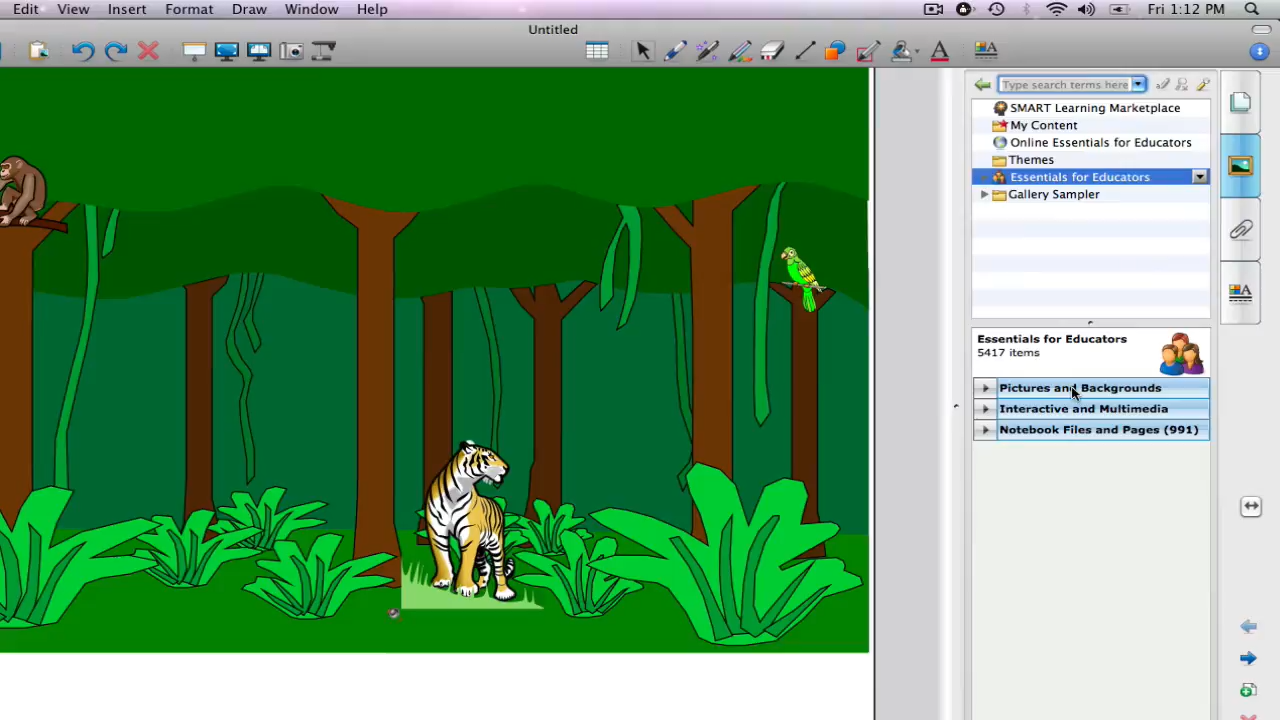 Edit View Insert Format Draw Window Help Fri 1:12 PM
Untitled
Type search terms here
SMART Learning Marketplace
My Content
Online Essentials for Educators
Themes
Essentials for Educators
Gallery Sampler
Essentials for Educators
5417 items
Pictures and Backgrounds
Interactive and Multimedia
Notebook Files and Pages (991)